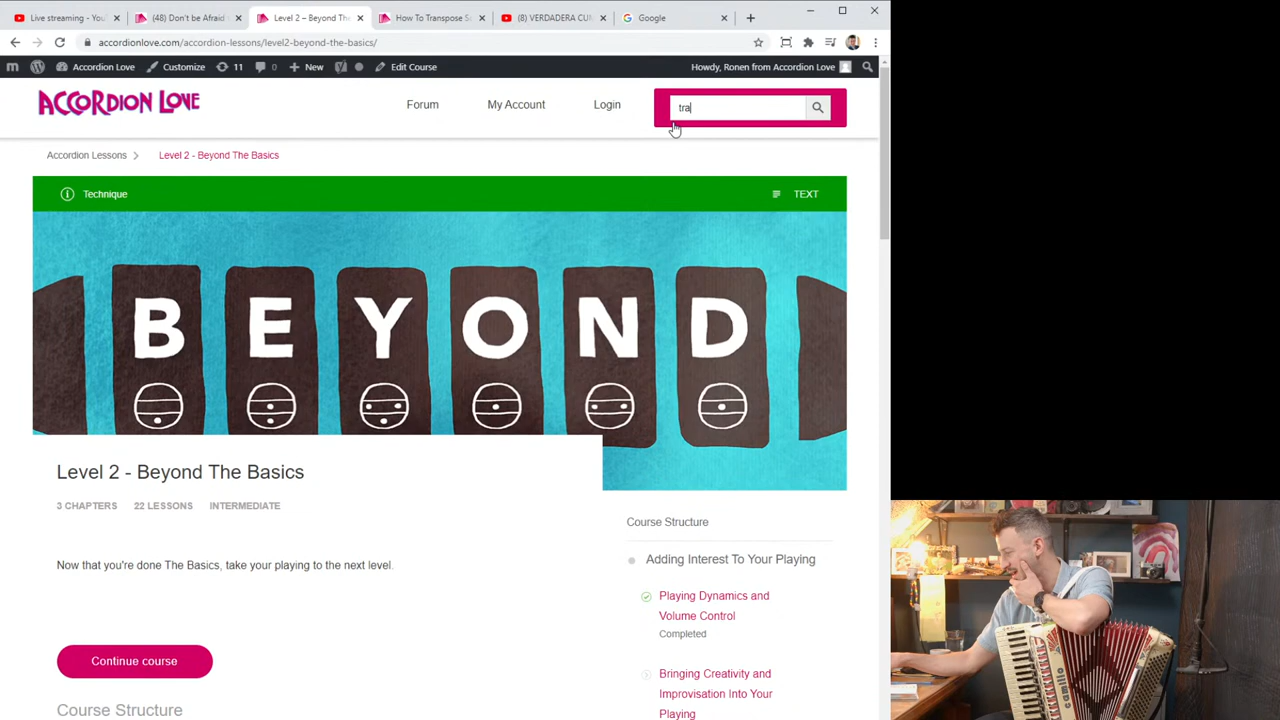 Live streaming - You
(48) Don't be Afraid
Level 2 – Beyond The
How To Transpose So
(8) VERDADERA CU
Google
accordionlove.com/accordion-lessons/level2-beyond-the-basics/
Accordion Love
Customize
11
0
New
Edit Course
Howdy, Ronen from Accordion Love
ACCORDION LOVE
Forum
My Account
Login
tra
Accordion Lessons
Level 2 - Beyond The Basics
Technique
TEXT
BEYOND
Level 2 - Beyond The Basics
3 CHAPTERS
22 LESSONS
INTERMEDIATE
Now that you're done The Basics, take your playing to the next level.
Continue course
Course Structure
Course Structure
Adding Interest To Your Playing
Playing Dynamics and
Volume Control
Completed
Bringing Creativity and
Improvisation Into Your
Playing
camillo